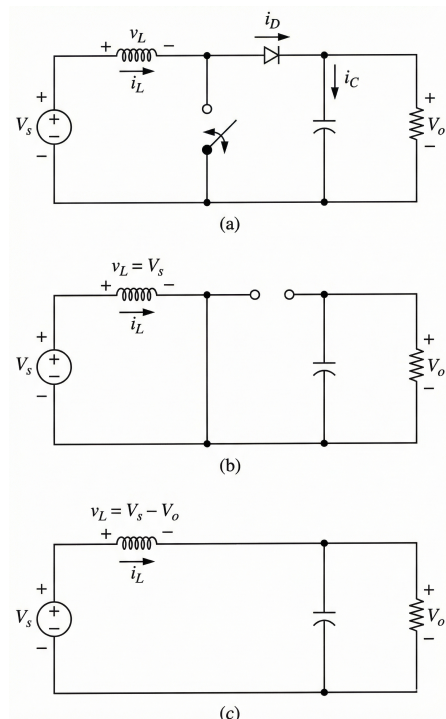 v_L
+ −
i_L
i_D
i_C
+
V_s
+
−
−
+
V_o
−
(a)
v_L = V_s
+ −
i_L
+
V_s
+
−
−
+
V_o
−
(b)
v_L = V_s − V_o
+ −
i_L
+
V_s
+
−
−
+
V_o
−
(c)